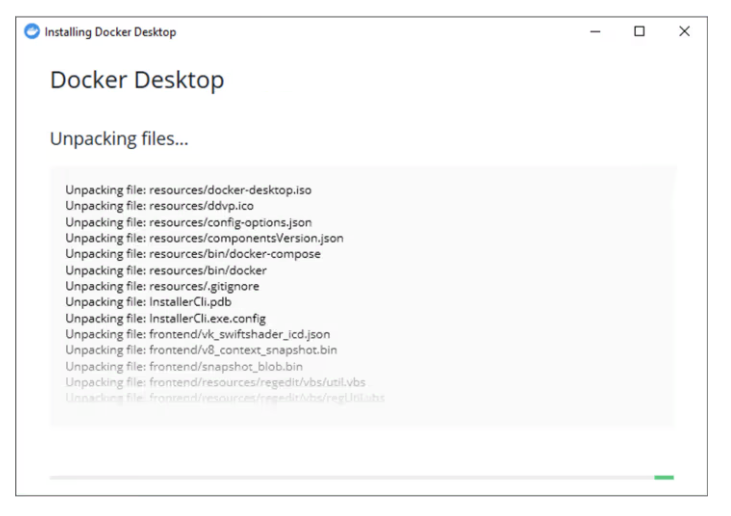 Installing Docker Desktop
Docker Desktop
Unpacking files...
Unpacking file: resources/docker-desktop.iso
Unpacking file: resources/ddvp.ico
Unpacking file: resources/config-options.json
Unpacking file: resources/componentsVersion.json
Unpacking file: resources/bin/docker-compose
Unpacking file: resources/bin/docker
Unpacking file: resources/.gitignore
Unpacking file: InstallerCli.pdb
Unpacking file: InstallerCli.exe.config
Unpacking file: frontend/vk_swiftshader_icd.json
Unpacking file: frontend/v8_context_snapshot.bin
Unpacking file: frontend/snapshot_blob.bin
Unpacking file: frontend/resources/regedit/vbs/util.vbs
Unpacking file: frontend/resources/regedit/vbs/regUtil.vbs